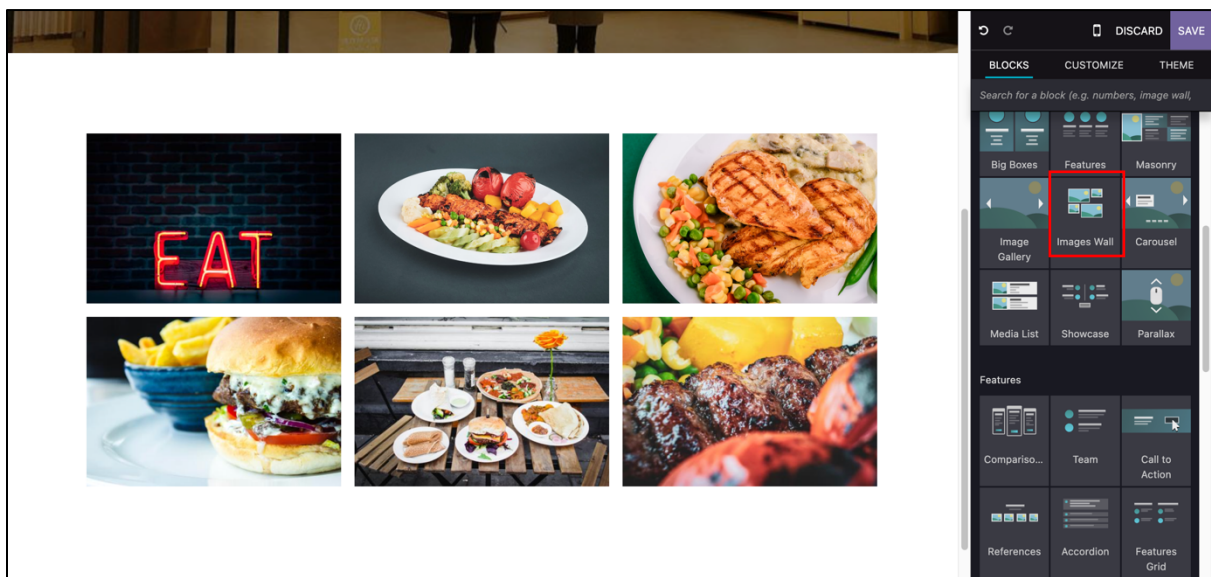 DISCARD
SAVE
BLOCKS
CUSTOMIZE
THEME
Search for a block (e.g. numbers, image wall,
Big Boxes
Features
Masonry
Image
Gallery
Images Wall
Carousel
Media List
Showcase
Parallax
Features
Compariso...
Team
Call to
Action
References
Accordion
Features
Grid
EAT